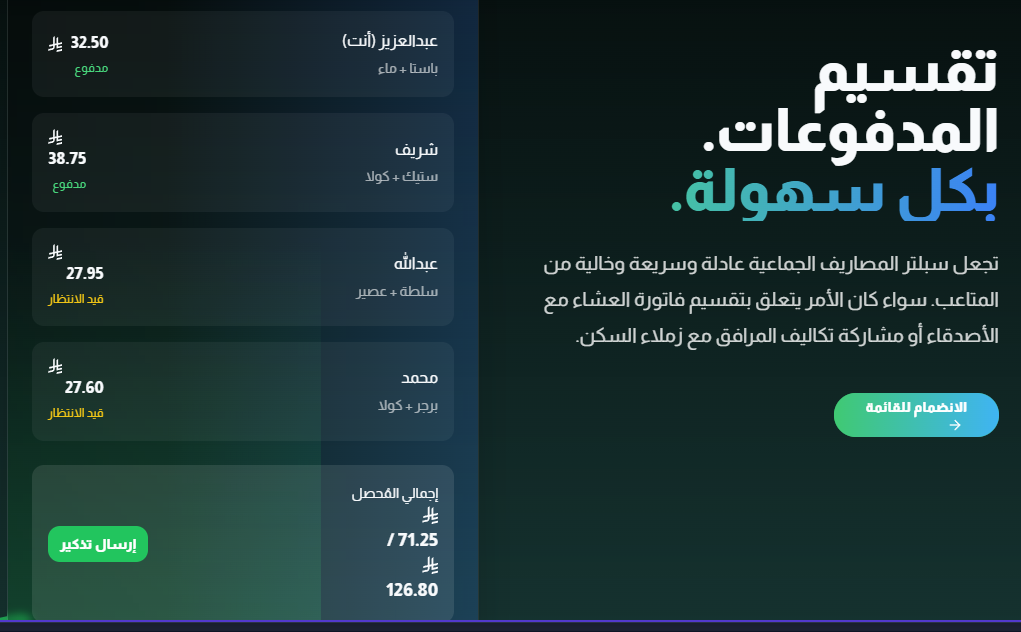 تقسيم
المدفوعات.
بكل سهولة.
تجعل سبلتر المصاريف الجماعية عادلة وسريعة وخالية من
المتاعب. سواء كان الأمر يتعلق بتقسيم فاتورة العشاء مع
الأصدقاء أو مشاركة تكاليف المرافق مع زملاء السكن.
الانضمام للقائمة
→
عبدالعزيز (أنت)
باستا + ماء
32.50 ⃁
مدفوع
شريف
ستيك + كولا
⃁
38.75
مدفوع
عبدالله
سلطة + عصير
⃁
27.95
قيد الانتظار
محمد
برجر + كولا
⃁
27.60
قيد الانتظار
إجمالي المُحصل
⃁
71.25 /
⃁
126.80
إرسال تذكير